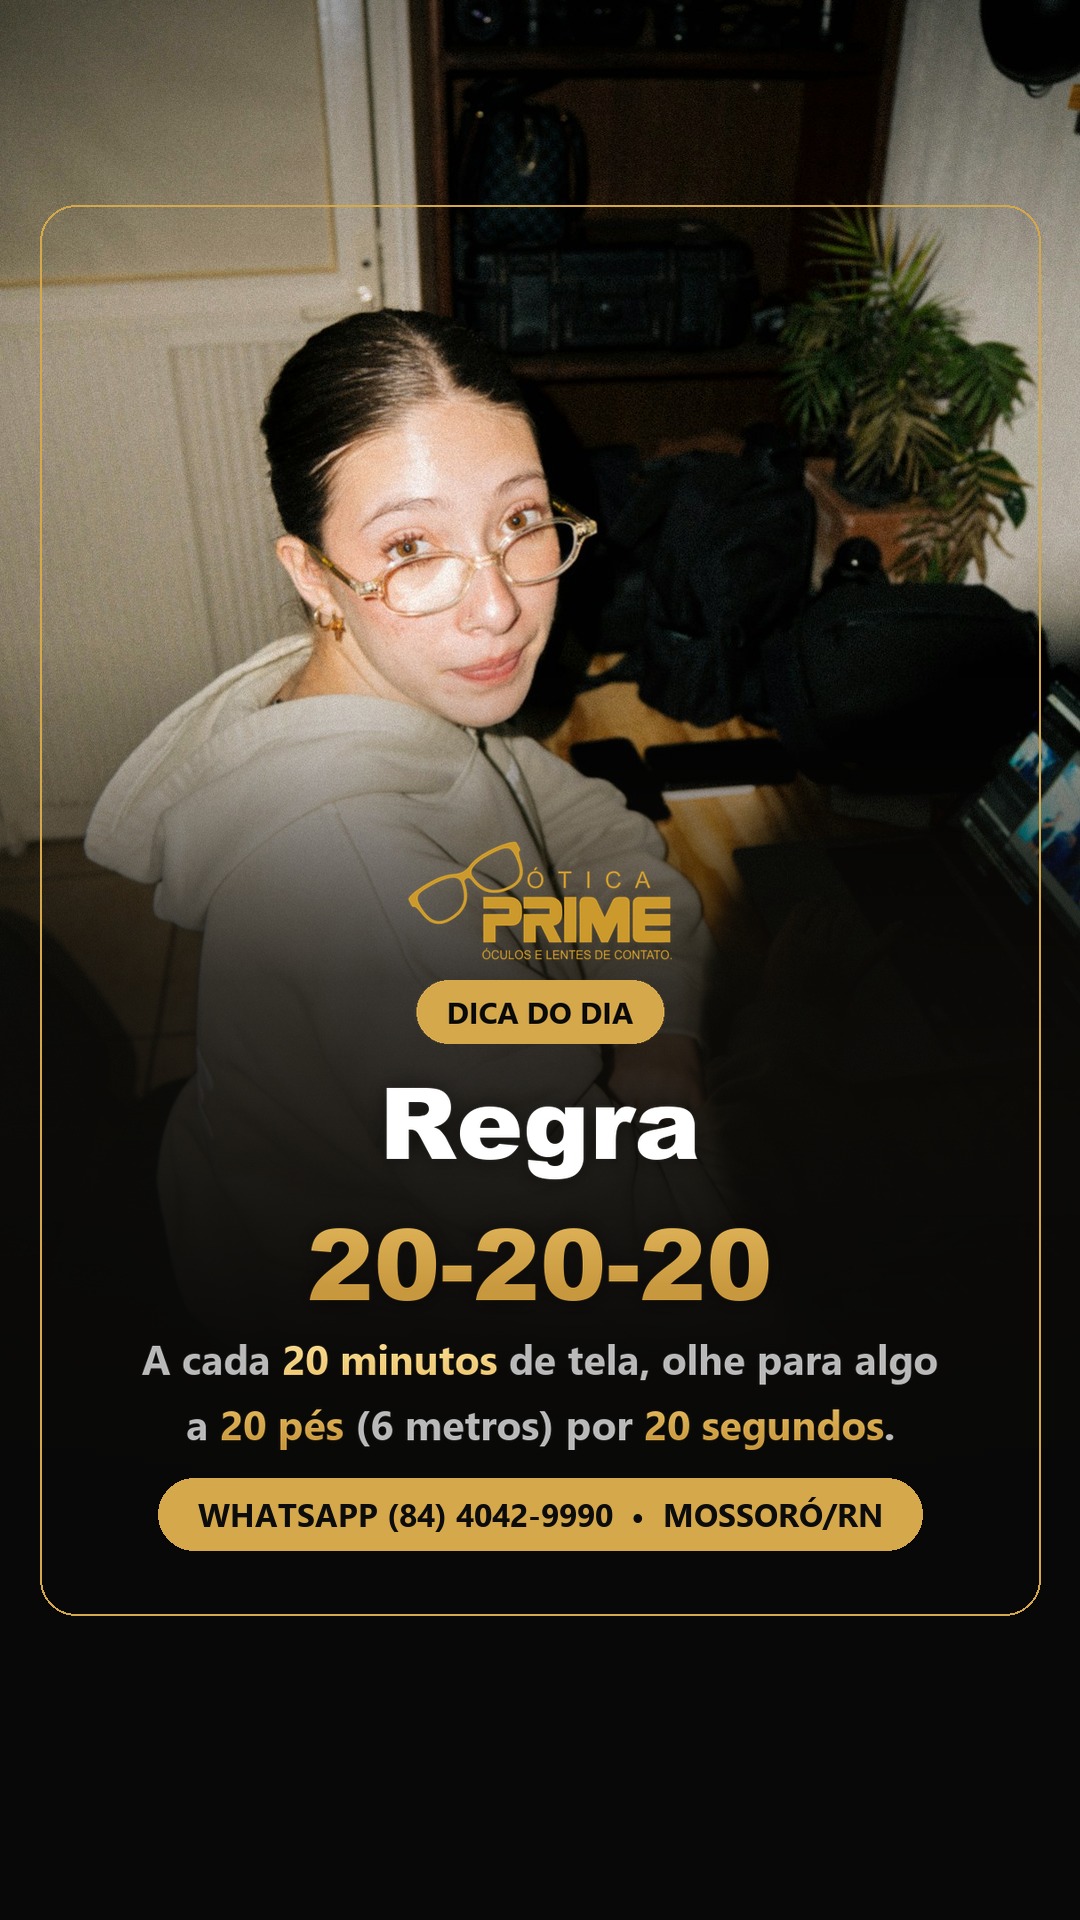 ÓTICA
PRIME
ÓCULOS E LENTES DE CONTATO.
DICA DO DIA
Regra
20-20-20
A cada 20 minutos de tela, olhe para algo
a 20 pés (6 metros) por 20 segundos.
WHATSAPP (84) 4042-9990 • MOSSORÓ/RN